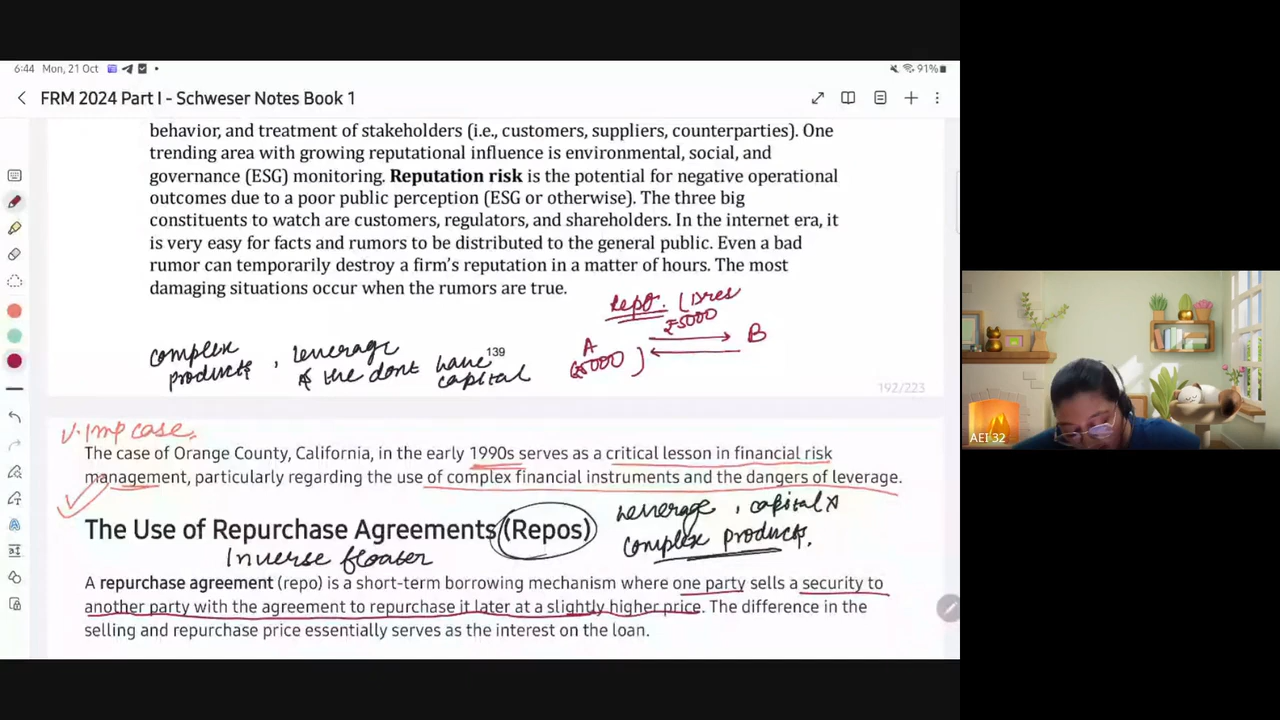 6:44 Mon, 21 Oct
91%
FRM 2024 Part I - Schweser Notes Book 1
behavior, and treatment of stakeholders (i.e., customers, suppliers, counterparties). One
trending area with growing reputational influence is environmental, social, and
governance (ESG) monitoring. Reputation risk is the potential for negative operational
outcomes due to a poor public perception (ESG or otherwise). The three big
constituents to watch are customers, regulators, and shareholders. In the internet era, it
is very easy for facts and rumors to be distributed to the general public. Even a bad
rumor can temporarily destroy a firm's reputation in a matter of hours. The most
damaging situations occur when the rumors are true.
Repo.
A B
complex products, leverage & the dont have capital
139
192/223
V. Imp case.
The case of Orange County, California, in the early 1990s serves as a critical lesson in financial risk
management, particularly regarding the use of complex financial instruments and the dangers of leverage.
The Use of Repurchase Agreements (Repos)
Leverage, capital x
complex products.
Inverse floater
A repurchase agreement (repo) is a short-term borrowing mechanism where one party sells a security to
another party with the agreement to repurchase it later at a slightly higher price. The difference in the
selling and repurchase price essentially serves as the interest on the loan.
AEI 32